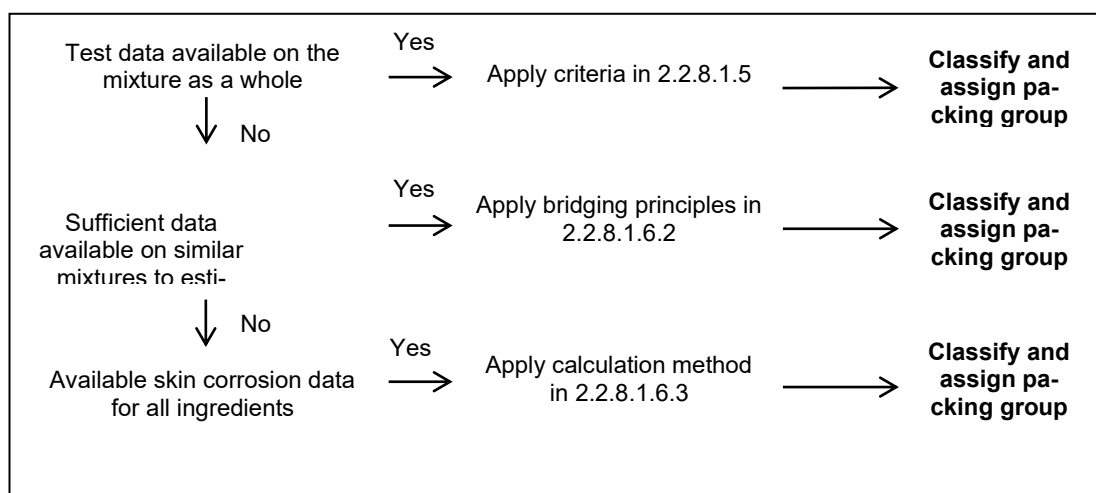 Yes
Test data available on the
mixture as a whole
Apply criteria in 2.2.8.1.5
Classify and
assign pa-
cking group
No
Yes
Sufficient data
available on similar
mixtures to esti-
Apply bridging principles in
2.2.8.1.6.2
Classify and
assign pa-
cking group
No
Yes
Available skin corrosion data
for all ingredients
Apply calculation method
in 2.2.8.1.6.3
Classify and
assign pa-
cking group